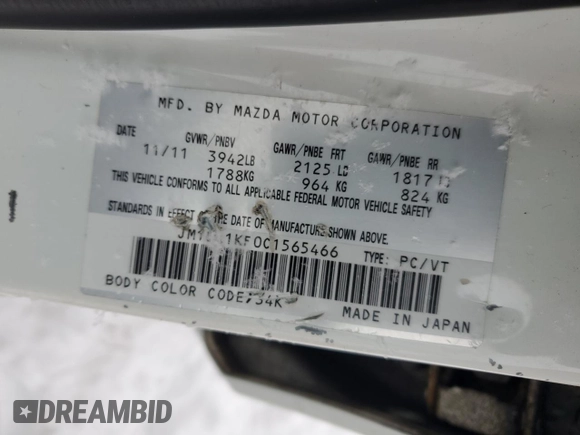 MFD. BY MAZDA MOTOR CORPORATION
DATE GVWR/PNBV GAWR/PNBE FRT GAWR/PNBE RR
11/11 3942LB 2125 LB 1817
1788KG 964 KG 824 KG
THIS VEHICLE CONFORMS TO ALL APPLICABLE FEDERAL MOTOR VEHICLE SAFETY
STANDARDS IN EFFECT THE DATE OF MANUFACTURE SHOWN ABOVE.
TYPE: PC/VT
BODY COLOR CODE: 34K
MADE IN JAPAN
DREAMBID